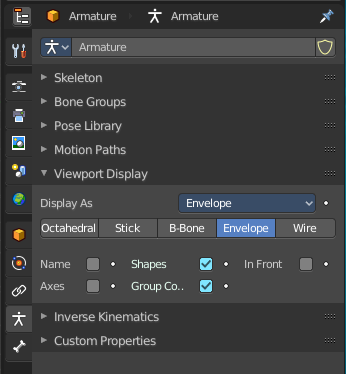 Armature Armature
Armature
Skeleton
Bone Groups
Pose Library
Motion Paths
Viewport Display
Display As Envelope
Octahedral Stick B-Bone Envelope Wire
Name Shapes In Front
Axes Group Co..
Inverse Kinematics
Custom Properties